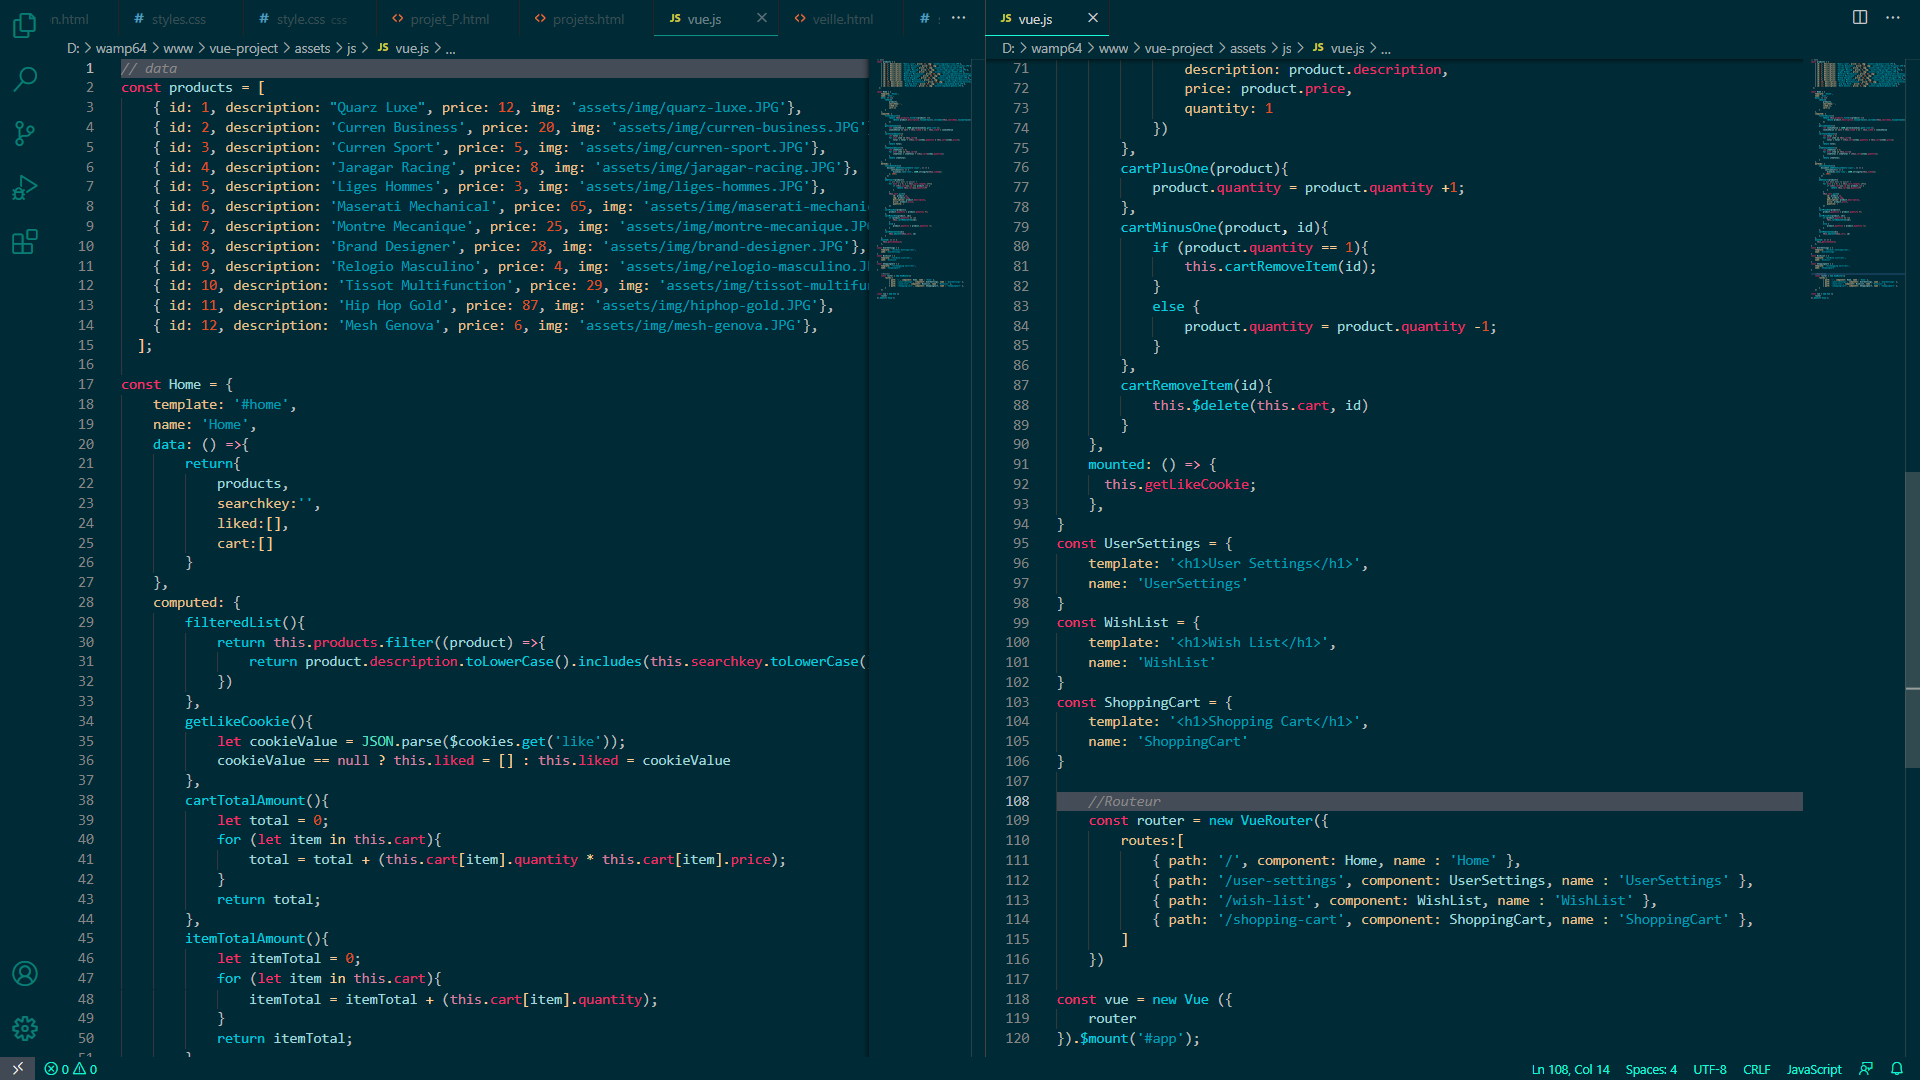 n.html
# styles.css
# style.css css
<> projet_P.html
<> projets.html
JS vue.js
<> veille.html
#
D: > wamp64 > www > vue-project > assets > js > JS vue.js > ...
1 // data
2 const products = [
3 { id: 1, description: "Quarz Luxe", price: 12, img: 'assets/img/quarz-luxe.JPG'},
4 { id: 2, description: 'Curren Business', price: 20, img: 'assets/img/curren-business.JPG'
5 { id: 3, description: 'Curren Sport', price: 5, img: 'assets/img/curren-sport.JPG'},
6 { id: 4, description: 'Jaragar Racing', price: 8, img: 'assets/img/jaragar-racing.JPG'},
7 { id: 5, description: 'Liges Hommes', price: 3, img: 'assets/img/liges-hommes.JPG'},
8 { id: 6, description: 'Maserati Mechanical', price: 65, img: 'assets/img/maserati-mechani
9 { id: 7, description: 'Montre Mecanique', price: 25, img: 'assets/img/montre-mecanique.JP
10 { id: 8, description: 'Brand Designer', price: 28, img: 'assets/img/brand-designer.JPG'},
11 { id: 9, description: 'Relogio Masculino', price: 4, img: 'assets/img/relogio-masculino.J
12 { id: 10, description: 'Tissot Multifunction', price: 29, img: 'assets/img/tissot-multifu
13 { id: 11, description: 'Hip Hop Gold', price: 87, img: 'assets/img/hiphop-gold.JPG'},
14 { id: 12, description: 'Mesh Genova', price: 6, img: 'assets/img/mesh-genova.JPG'},
15 ];
16
17 const Home = {
18 template: '#home',
19 name: 'Home',
20 data: () =>{
21 return{
22 products,
23 searchkey:'',
24 liked:[],
25 cart:[]
26 }
27 },
28 computed: {
29 filteredList(){
30 return this.products.filter((product) =>{
31 return product.description.toLowerCase().includes(this.searchkey.toLowerCase(
32 })
33 },
34 getLikeCookie(){
35 let cookieValue = JSON.parse($cookies.get('like'));
36 cookieValue == null ? this.liked = [] : this.liked = cookieValue
37 },
38 cartTotalAmount(){
39 let total = 0;
40 for (let item in this.cart){
41 total = total + (this.cart[item].quantity * this.cart[item].price);
42 }
43 return total;
44 },
45 itemTotalAmount(){
46 let itemTotal = 0;
47 for (let item in this.cart){
48 itemTotal = itemTotal + (this.cart[item].quantity);
49 }
50 return itemTotal;
JS vue.js
D: > wamp64 > www > vue-project > assets > js > JS vue.js > ...
71 description: product.description,
72 price: product.price,
73 quantity: 1
74 })
75 },
76 cartPlusOne(product){
77 product.quantity = product.quantity +1;
78 },
79 cartMinusOne(product, id){
80 if (product.quantity == 1){
81 this.cartRemoveItem(id);
82 }
83 else {
84 product.quantity = product.quantity -1;
85 }
86 },
87 cartRemoveItem(id){
88 this.$delete(this.cart, id)
89 }
90 },
91 mounted: () => {
92 this.getLikeCookie;
93 },
94 }
95 const UserSettings = {
96 template: '<h1>User Settings</h1>',
97 name: 'UserSettings'
98 }
99 const WishList = {
100 template: '<h1>Wish List</h1>',
101 name: 'WishList'
102 }
103 const ShoppingCart = {
104 template: '<h1>Shopping Cart</h1>',
105 name: 'ShoppingCart'
106 }
107
108 //Routeur
109 const router = new VueRouter({
110 routes:[
111 { path: '/', component: Home, name : 'Home' },
112 { path: '/user-settings', component: UserSettings, name : 'UserSettings' },
113 { path: '/wish-list', component: WishList, name : 'WishList' },
114 { path: '/shopping-cart', component: ShoppingCart, name : 'ShoppingCart' },
115 ]
116 })
117
118 const vue = new Vue ({
119 router
120 }).$mount('#app');
0 0
Ln 108, Col 14 Spaces: 4 UTF-8 CRLF JavaScript